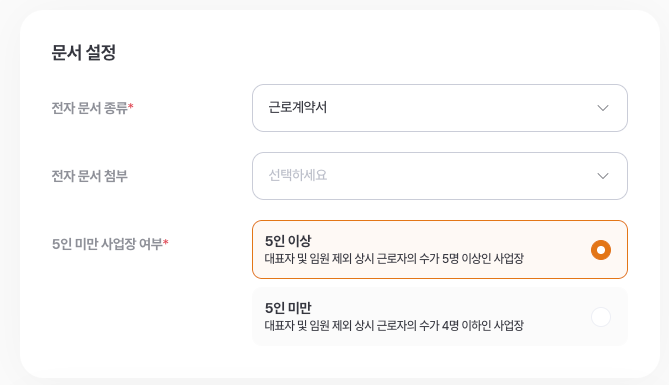 문서 설정
전자 문서 종류*
근로계약서
전자 문서 첨부
선택하세요
5인 미만 사업장 여부*
5인 이상
대표자 및 임원 제외 상시 근로자의 수가 5명 이상인 사업장
5인 미만
대표자 및 임원 제외 상시 근로자의 수가 4명 이하인 사업장